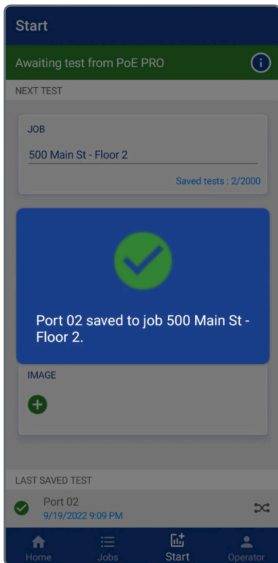 Start
Awaiting test from PoE PRO
NEXT TEST
JOB
500 Main St - Floor 2
Saved tests : 2/2000
Port 02 saved to job 500 Main St -
Floor 2.
IMAGE
LAST SAVED TEST
Port 02
9/19/2022 9:09 PM
Home Jobs Start Operator